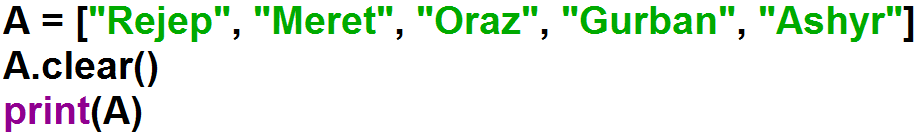 A = ["Rejep", "Meret", "Oraz", "Gurban", "Ashyr"]
A.clear()
print(A)